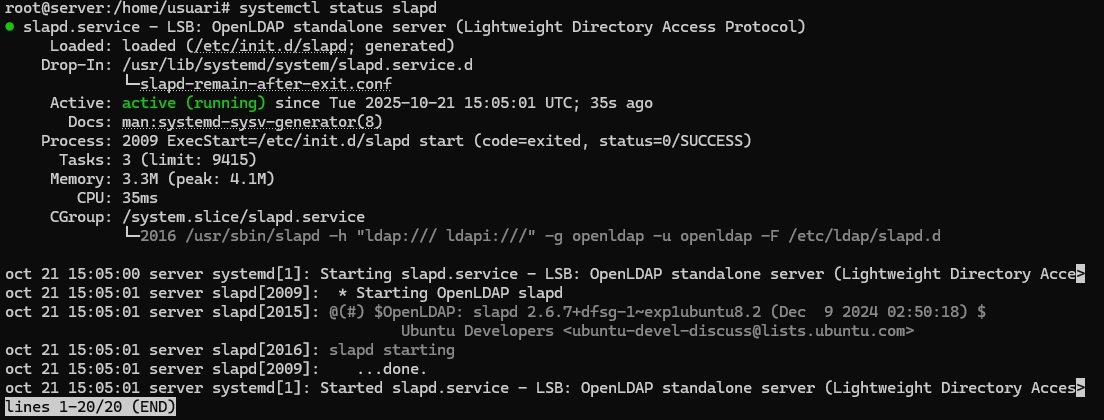 root@server:/home/usuari# systemctl status slapd
● slapd.service - LSB: OpenLDAP standalone server (Lightweight Directory Access Protocol)
     Loaded: loaded (/etc/init.d/slapd; generated)
    Drop-In: /usr/lib/systemd/system/slapd.service.d
             └─slapd-remain-after-exit.conf
     Active: active (running) since Tue 2025-10-21 15:05:01 UTC; 35s ago
       Docs: man:systemd-sysv-generator(8)
    Process: 2009 ExecStart=/etc/init.d/slapd start (code=exited, status=0/SUCCESS)
      Tasks: 3 (limit: 9415)
     Memory: 3.3M (peak: 4.1M)
        CPU: 35ms
     CGroup: /system.slice/slapd.service
             └─2016 /usr/sbin/slapd -h "ldap:/// ldapi:///" -g openldap -u openldap -F /etc/ldap/slapd.d

oct 21 15:05:00 server systemd[1]: Starting slapd.service - LSB: OpenLDAP standalone server (Lightweight Directory Acce>
oct 21 15:05:01 server slapd[2009]:  * Starting OpenLDAP slapd
oct 21 15:05:01 server slapd[2015]: @(#) $OpenLDAP: slapd 2.6.7+dfsg-1~exp1ubuntu8.2 (Dec  9 2024 02:50:18) $
                                            Ubuntu Developers <ubuntu-devel-discuss@lists.ubuntu.com>
oct 21 15:05:01 server slapd[2016]: slapd starting
oct 21 15:05:01 server slapd[2009]:    ...done.
oct 21 15:05:01 server systemd[1]: Started slapd.service - LSB: OpenLDAP standalone server (Lightweight Directory Acces>
lines 1-20/20 (END)